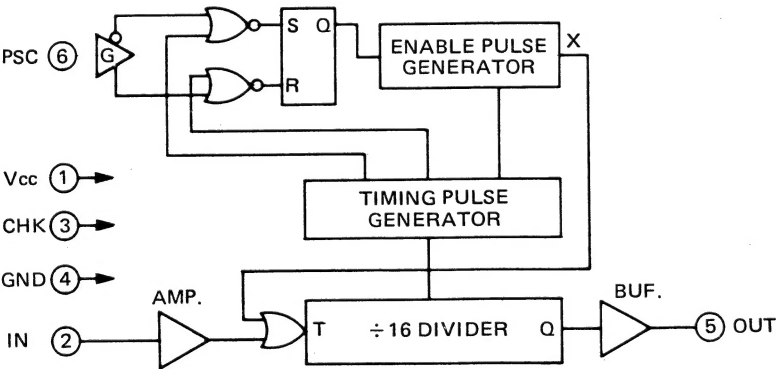 PSC 6
G
S Q
R
ENABLE PULSE
GENERATOR
X
Vcc 1
CHK 3
GND 4
IN 2
TIMING PULSE
GENERATOR
AMP.
T ÷16 DIVIDER Q
BUF.
5 OUT